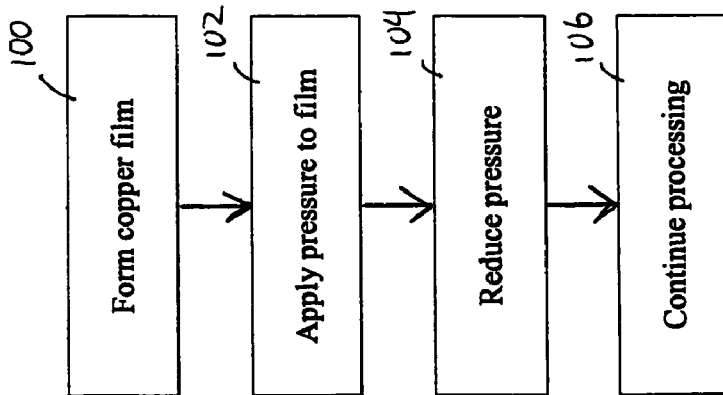 100
Form copper film
102
Apply pressure to film
104
Reduce pressure
106
Continue processing